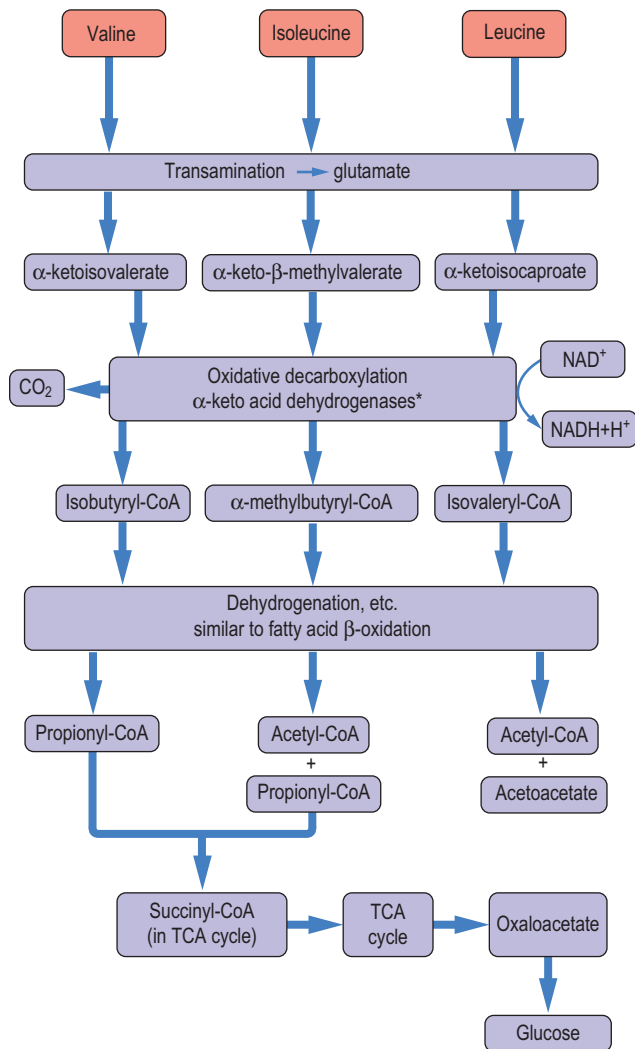 Valine
Isoleucine
Leucine
Transamination → glutamate
α-ketoisovalerate
α-keto-β-methylvalerate
α-ketoisocaproate
CO₂
Oxidative decarboxylation
α-keto acid dehydrogenases*
NAD⁺
NADH+H⁺
Isobutyryl-CoA
α-methylbutyryl-CoA
Isovaleryl-CoA
Dehydrogenation, etc.
similar to fatty acid β-oxidation
Propionyl-CoA
Acetyl-CoA
+
Propionyl-CoA
Acetyl-CoA
+
Acetoacetate
Succinyl-CoA
(in TCA cycle)
TCA
cycle
Oxaloacetate
Glucose